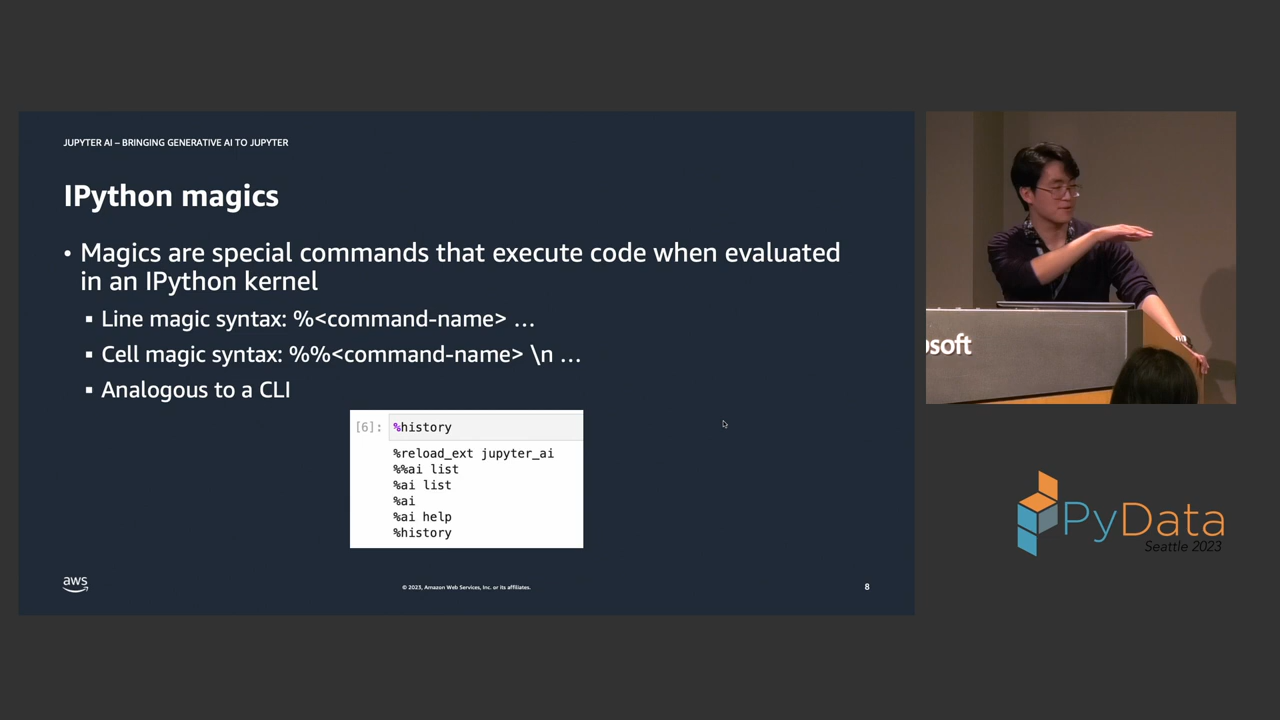 JUPYTER AI – BRINGING GENERATIVE AI TO JUPYTER
IPython magics
• Magics are special commands that execute code when evaluated
in an IPython kernel
▪ Line magic syntax: %<command-name> …
▪ Cell magic syntax: %%<command-name> \n …
▪ Analogous to a CLI
[6]: %history
%reload_ext jupyter_ai
%%ai list
%ai list
%ai
%ai help
%history
aws
© 2023, Amazon Web Services, Inc. or its affiliates.
8
osoft
PyData
Seattle 2023